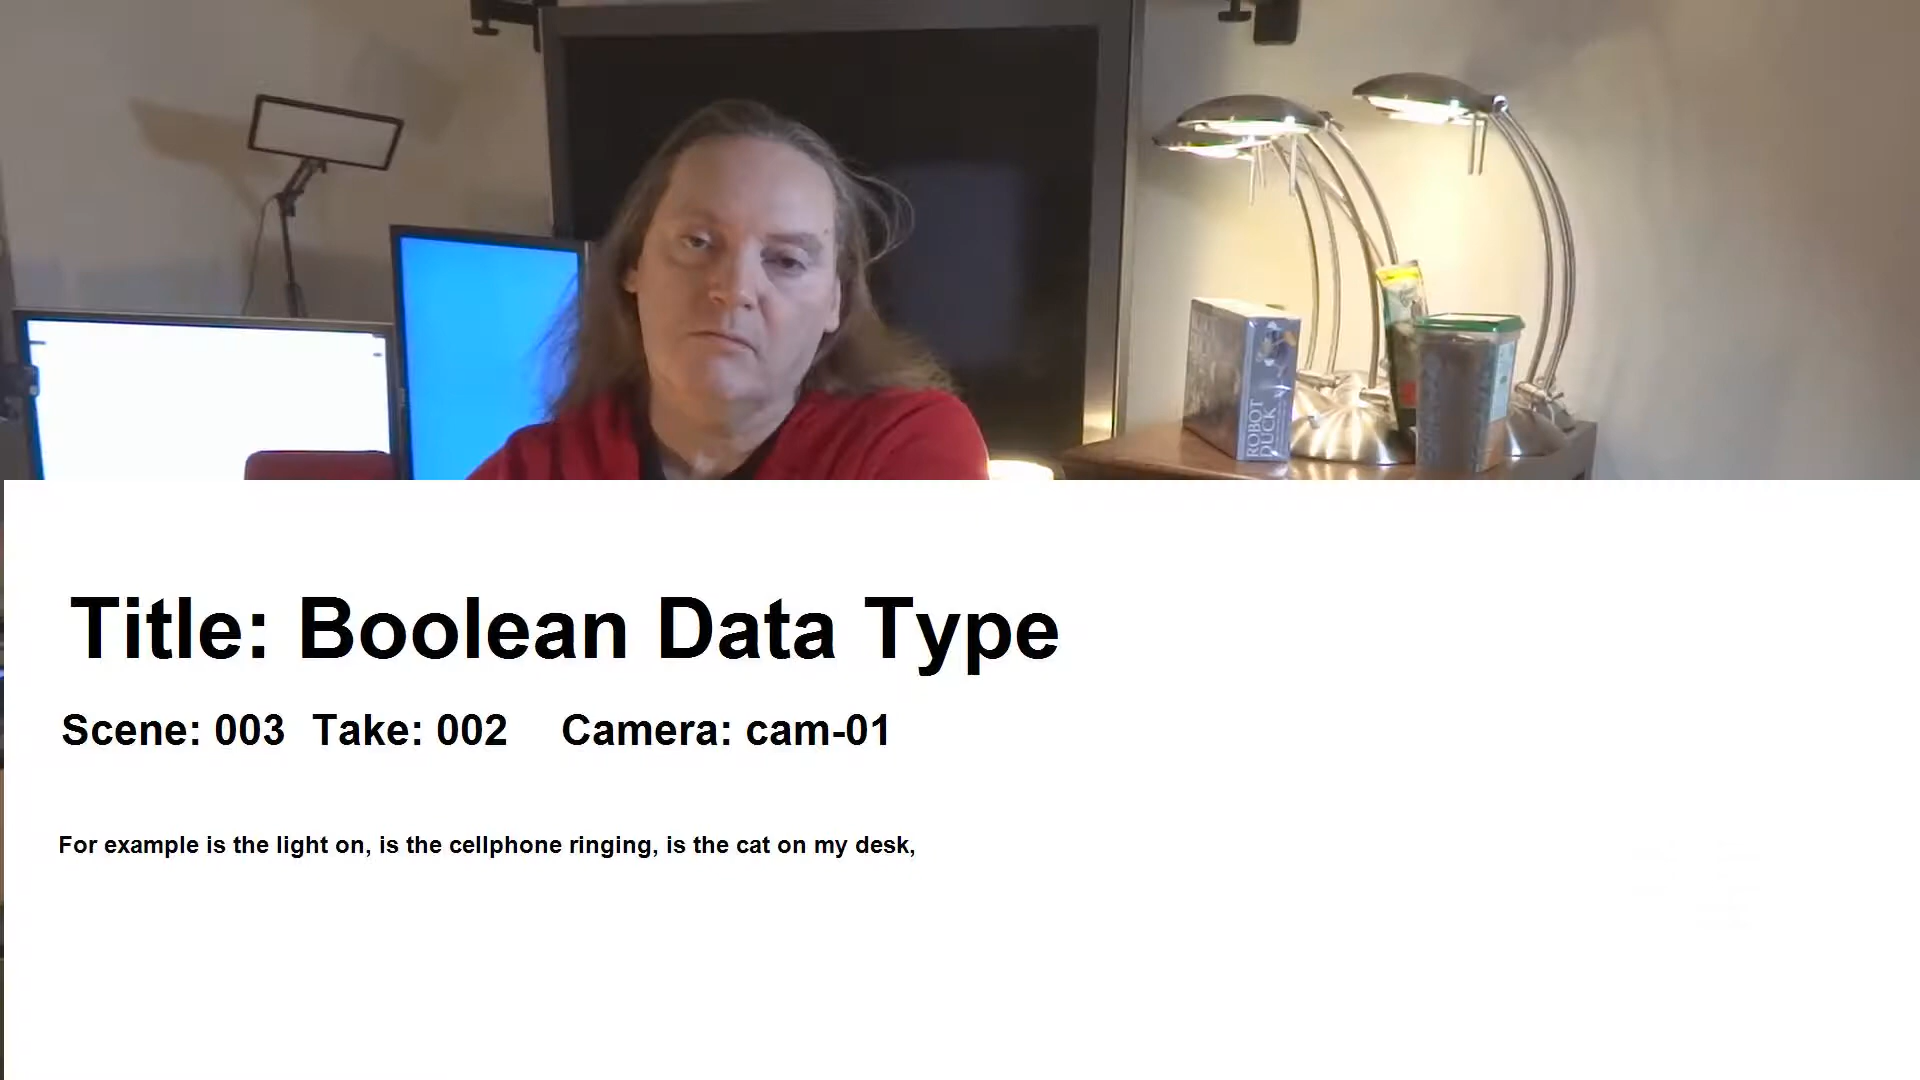 ROBOT
DUCK
Title: Boolean Data Type
Scene: 003 Take: 002 Camera: cam-01
For example is the light on, is the cellphone ringing, is the cat on my desk,